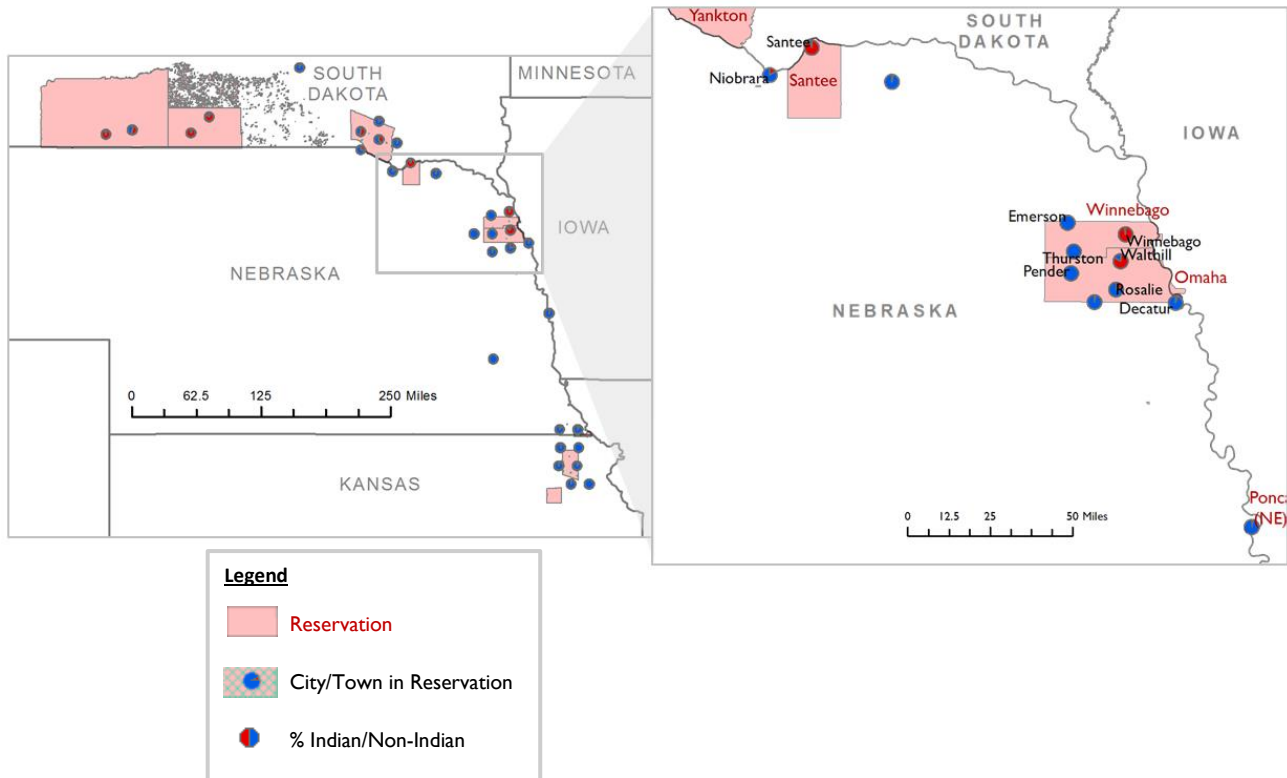 SOUTH
DAKOTA
MINNESOTA
IOWA
NEBRASKA
0 62.5 125 250 Miles
KANSAS
Yankton
SOUTH
DAKOTA
Santee
Niobrara
Santee
IOWA
Emerson
Winnebago
Winnebago
Thurston
Walthill
Pender
Omaha
Rosalie
Decatur
NEBRASKA
Ponca
(NE)
0 12.5 25 50 Miles
Legend
Reservation
City/Town in Reservation
% Indian/Non-Indian